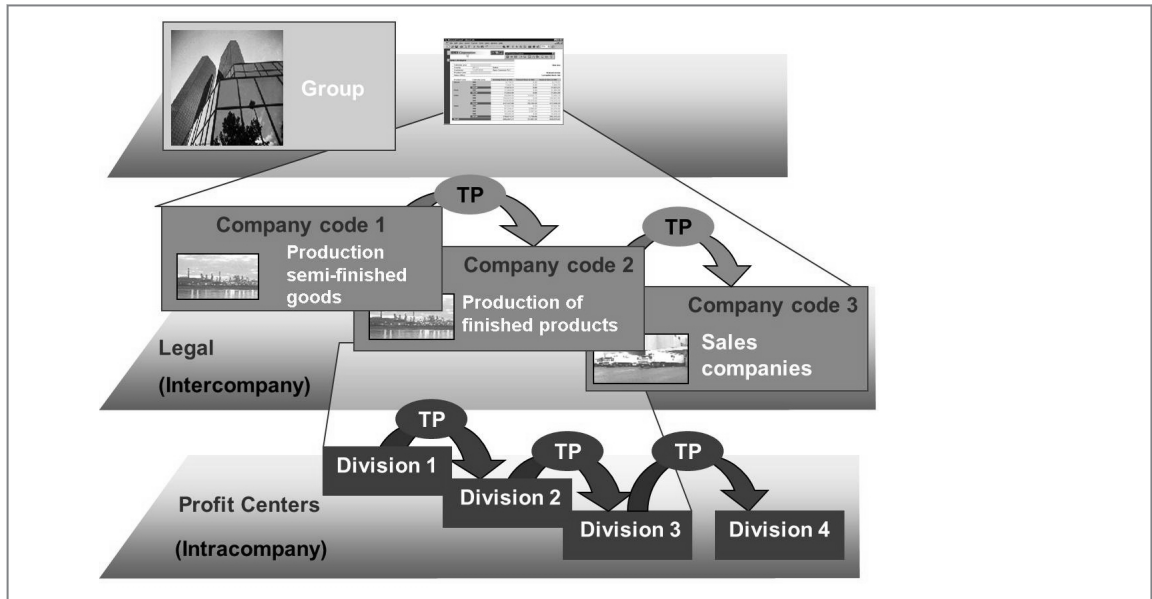 Group
TP
Company code 1
Production
semi-finished
goods
TP
Company code 2
Production of
finished products
Company code 3
Sales
companies
Legal
(Intercompany)
TP
TP
TP
Division 1
Division 2
Division 3
Division 4
Profit Centers
(Intracompany)